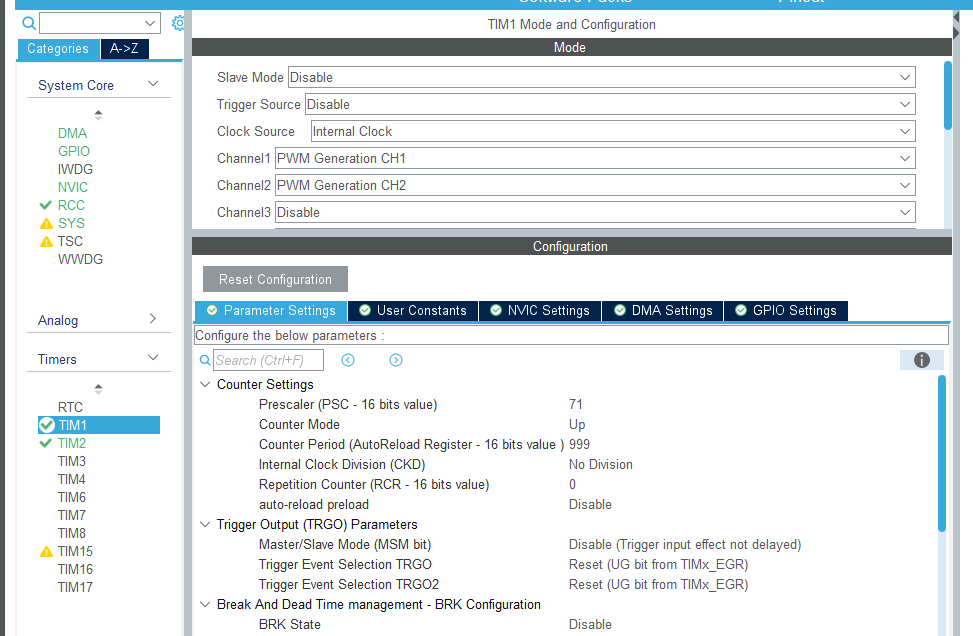 TIM1 Mode and Configuration
Categories A->Z
Mode
System Core
DMA
GPIO
IWDG
NVIC
RCC
SYS
TSC
WWDG
Analog
Timers
RTC
TIM1
TIM2
TIM3
TIM4
TIM6
TIM7
TIM8
TIM15
TIM16
TIM17
Slave Mode Disable
Trigger Source Disable
Clock Source Internal Clock
Channel1 PWM Generation CH1
Channel2 PWM Generation CH2
Channel3 Disable
Configuration
Reset Configuration
Parameter Settings User Constants NVIC Settings DMA Settings GPIO Settings
Configure the below parameters :
Search (Ctrl+F)
Counter Settings
Prescaler (PSC - 16 bits value) 71
Counter Mode Up
Counter Period (AutoReload Register - 16 bits value ) 999
Internal Clock Division (CKD) No Division
Repetition Counter (RCR - 16 bits value) 0
auto-reload preload Disable
Trigger Output (TRGO) Parameters
Master/Slave Mode (MSM bit) Disable (Trigger input effect not delayed)
Trigger Event Selection TRGO Reset (UG bit from TIMx_EGR)
Trigger Event Selection TRGO2 Reset (UG bit from TIMx_EGR)
Break And Dead Time management - BRK Configuration
BRK State Disable